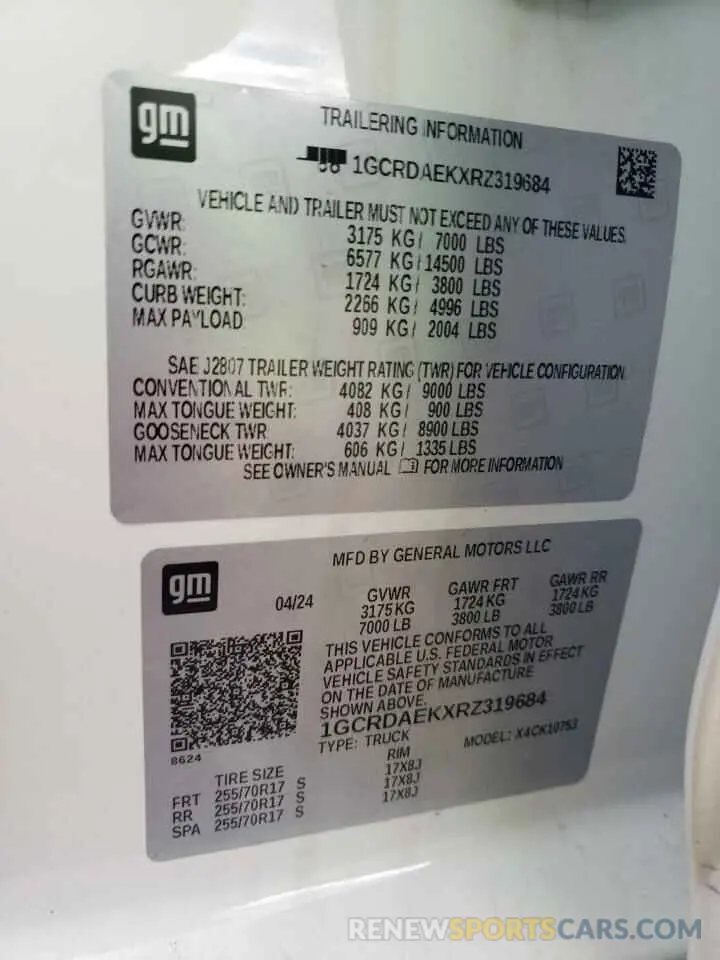 gm
TRAILERING INFORMATION
1GCRDAEKXRZ319684
VEHICLE AND TRAILER MUST NOT EXCEED ANY OF THESE VALUES.
GVWR: 3175 KG/ 7000 LBS
GCWR: 6577 KG/14500 LBS
RGAWR: 1724 KG/ 3800 LBS
CURB WEIGHT: 2266 KG/ 4996 LBS
MAX PAYLOAD 909 KG/ 2004 LBS
SAE J2807 TRAILER WEIGHT RATING (TWR) FOR VEHICLE CONFIGURATION
CONVENTIONAL TWR: 4082 KG/ 9000 LBS
MAX TONGUE WEIGHT: 408 KG/ 900 LBS
GOOSENECK TWR 4037 KG/ 8900 LBS
MAX TONGUE WEIGHT: 606 KG/ 1335 LBS
SEE OWNER'S MANUAL FOR MORE INFORMATION
gm
MFD BY GENERAL MOTORS LLC
04/24 GVWR GAWR FRT GAWR RR
3175 KG 1724 KG 1724 KG
7000 LB 3800 LB 3800 LB
THIS VEHICLE CONFORMS TO ALL
APPLICABLE U.S. FEDERAL MOTOR
VEHICLE SAFETY STANDARDS IN EFFECT
ON THE DATE OF MANUFACTURE
SHOWN ABOVE.
1GCRDAEKXRZ319684
TYPE: TRUCK MODEL: X4CK10753
8624
TIRE SIZE RIM
FRT 255/70R17 S 17X8J
RR 255/70R17 S 17X8J
SPA 255/70R17 S 17X8J
RENEWSPORTSCARS.COM